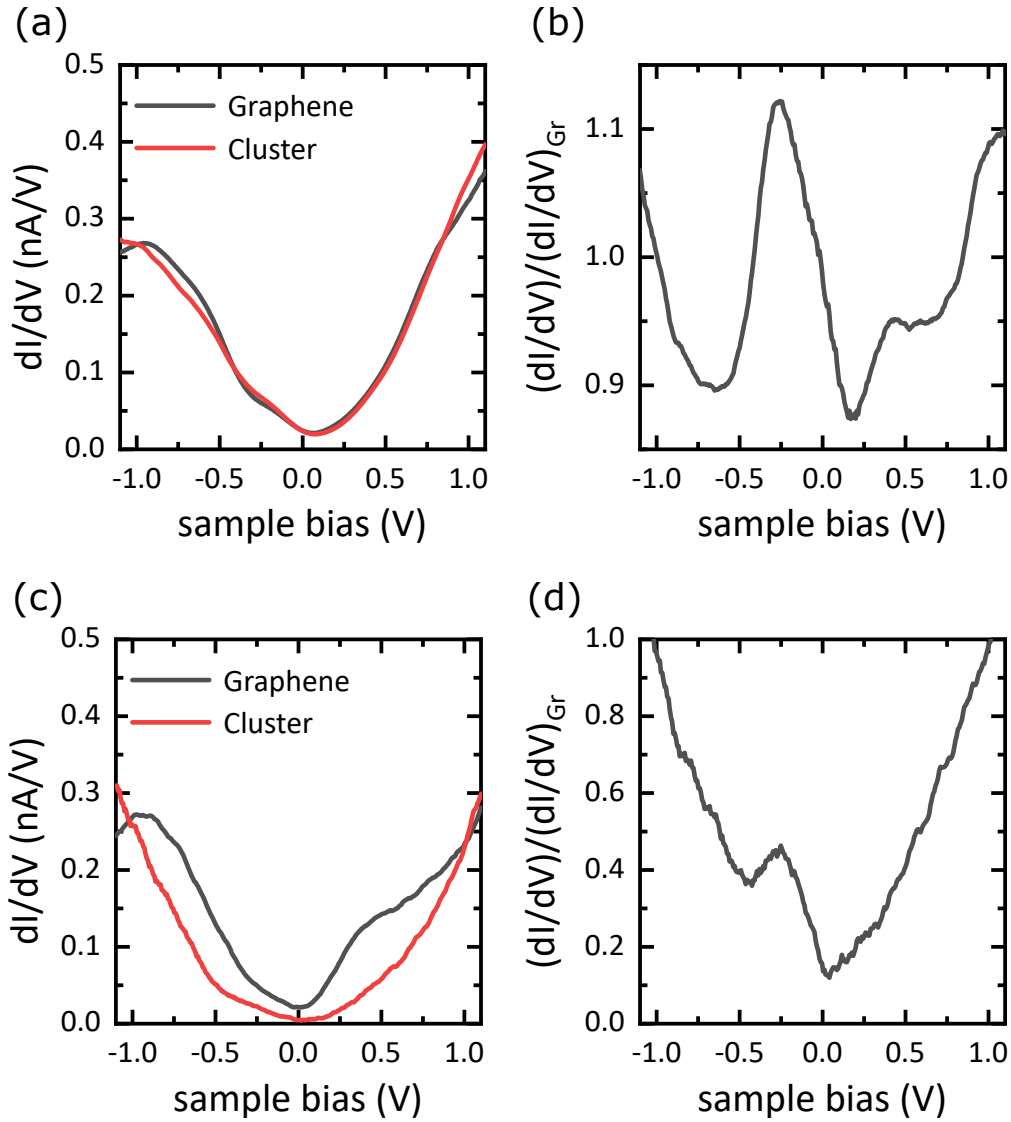 (a)
dI/dV (nA/V)
0.5
0.4
0.3
0.2
0.1
0.0
Graphene
Cluster
-1.0 -0.5 0.0 0.5 1.0
sample bias (V)
(b)
(dI/dV)/(dI/dV)Gr
1.1
1.0
0.9
-1.0 -0.5 0.0 0.5 1.0
sample bias (V)
(c)
dI/dV (nA/V)
0.5
0.4
0.3
0.2
0.1
0.0
Graphene
Cluster
-1.0 -0.5 0.0 0.5 1.0
sample bias (V)
(d)
(dI/dV)/(dI/dV)Gr
1.0
0.8
0.6
0.4
0.2
0.0
-1.0 -0.5 0.0 0.5 1.0
sample bias (V)